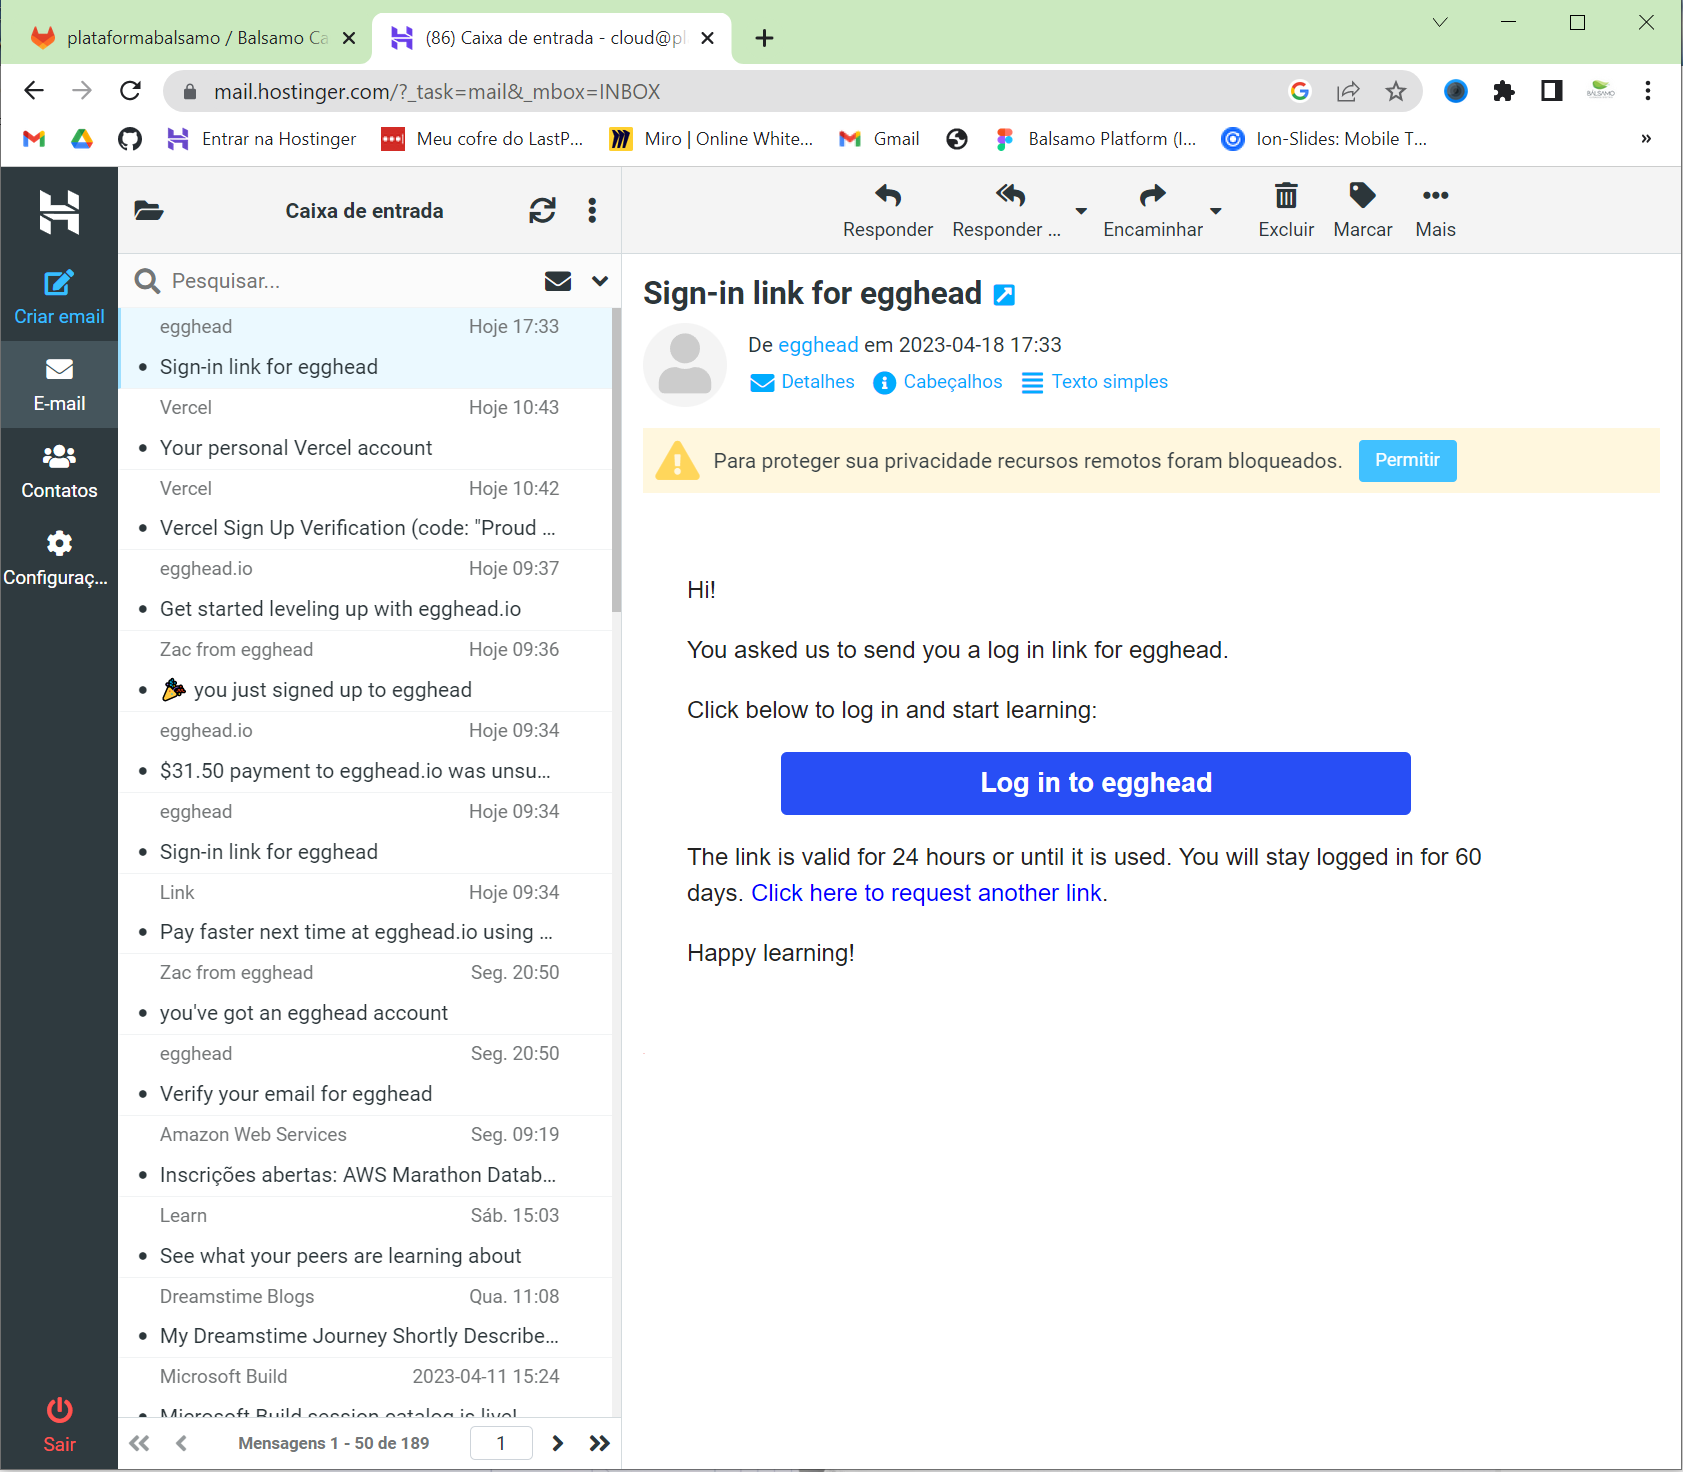 plataformabalsamo / Balsamo Ca
(86) Caixa de entrada - cloud@pl
mail.hostinger.com/?_task=mail&_mbox=INBOX
Entrar na Hostinger
Meu cofre do LastP...
Miro | Online White...
Gmail
Balsamo Platform (I...
Ion-Slides: Mobile T...
»
Criar email
E-mail
Contatos
Configuraç...
Sair
Caixa de entrada
Pesquisar...
egghead Hoje 17:33
• Sign-in link for egghead
Vercel Hoje 10:43
• Your personal Vercel account
Vercel Hoje 10:42
• Vercel Sign Up Verification (code: "Proud ...
egghead.io Hoje 09:37
• Get started leveling up with egghead.io
Zac from egghead Hoje 09:36
• 🎉 you just signed up to egghead
egghead.io Hoje 09:34
• $31.50 payment to egghead.io was unsu...
egghead Hoje 09:34
• Sign-in link for egghead
Link Hoje 09:34
• Pay faster next time at egghead.io using ...
Zac from egghead Seg. 20:50
• you've got an egghead account
egghead Seg. 20:50
• Verify your email for egghead
Amazon Web Services Seg. 09:19
• Inscrições abertas: AWS Marathon Datab...
Learn Sáb. 15:03
• See what your peers are learning about
Dreamstime Blogs Qua. 11:08
• My Dreamstime Journey Shortly Describe...
Microsoft Build 2023-04-11 15:24
• Microsoft Build session catalog is live!
Mensagens 1 - 50 de 189
1
Responder
Responder ...
Encaminhar
Excluir
Marcar
Mais
Sign-in link for egghead
De egghead em 2023-04-18 17:33
Detalhes Cabeçalhos Texto simples
Para proteger sua privacidade recursos remotos foram bloqueados. Permitir
Hi!
You asked us to send you a log in link for egghead.
Click below to log in and start learning:
Log in to egghead
The link is valid for 24 hours or until it is used. You will stay logged in for 60
days. Click here to request another link.
Happy learning!